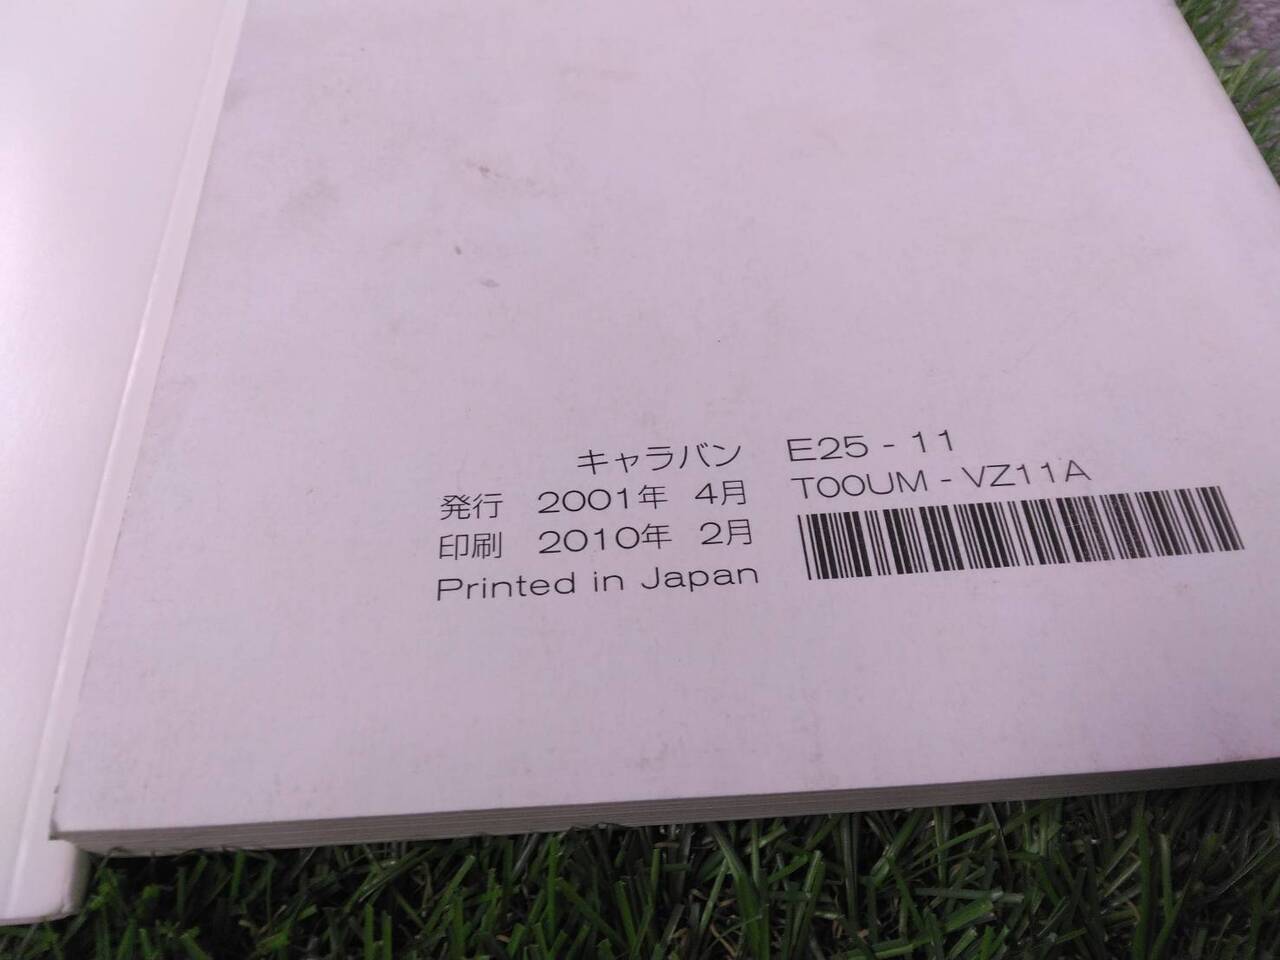 キャラバン E25 - 11
発行 2001年 4月 T00UM - VZ11A
印刷 2010年 2月
Printed in Japan